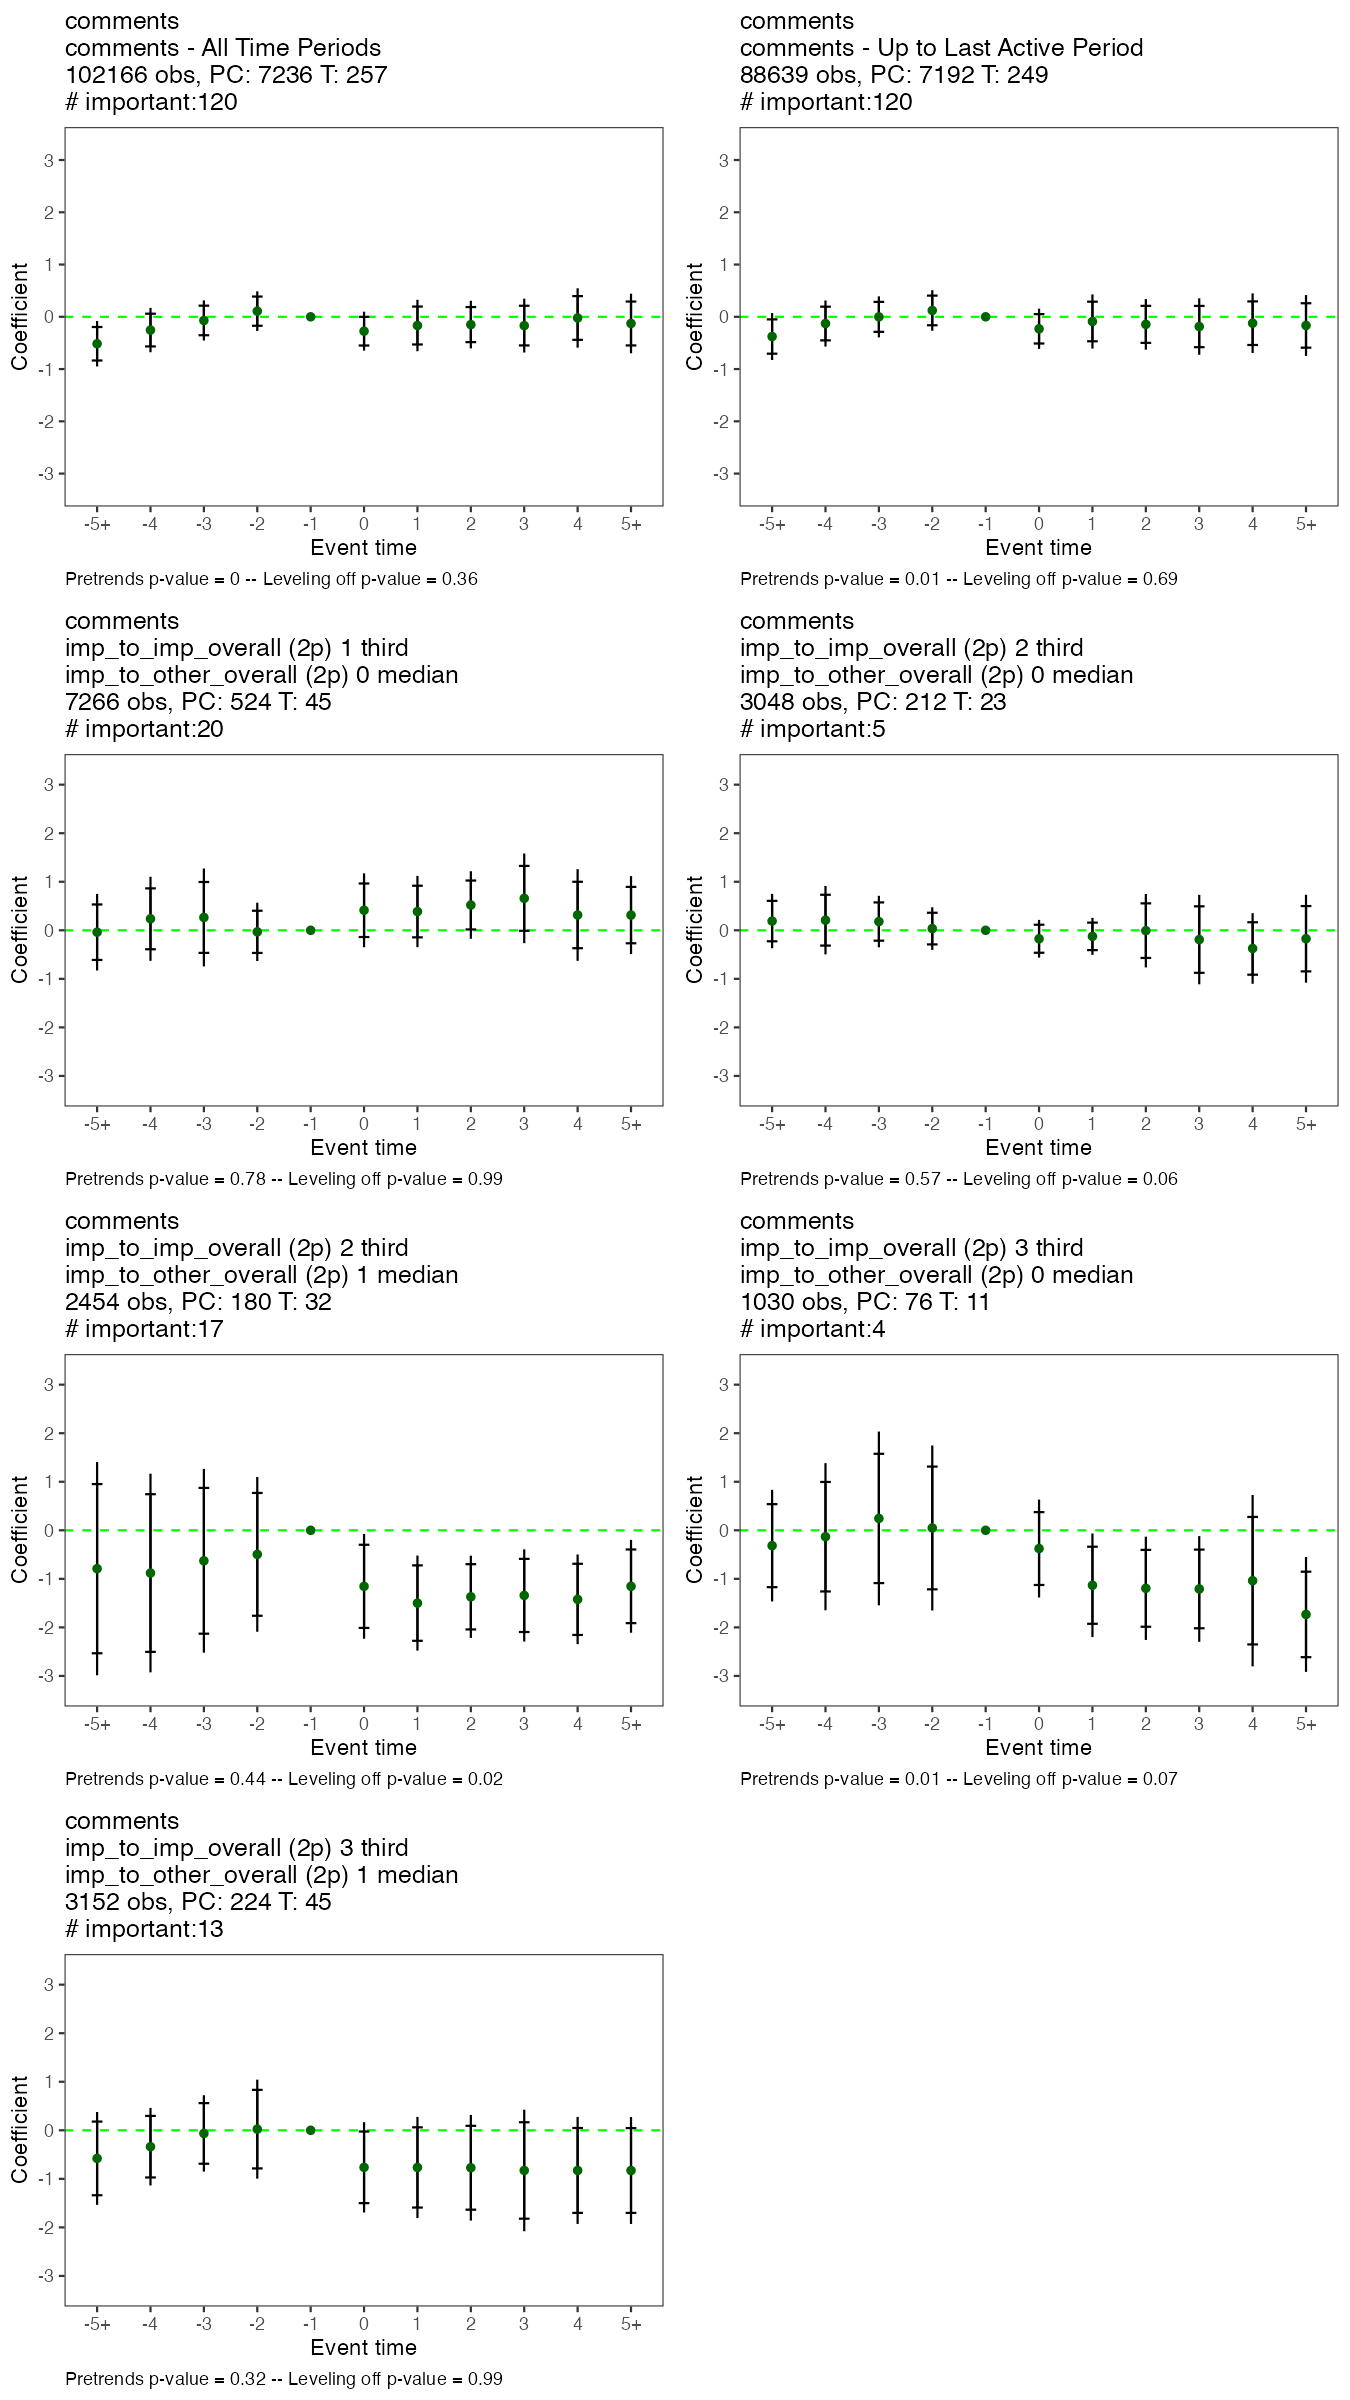 comments
comments - All Time Periods
102166 obs, PC: 7236 T: 257
# important:120
3
2
1
0
-1
-2
-3
Coefficient
-5+ -4 -3 -2 -1 0 1 2 3 4 5+
Event time
Pretrends p-value = 0 -- Leveling off p-value = 0.36
comments
comments - Up to Last Active Period
88639 obs, PC: 7192 T: 249
# important:120
3
2
1
0
-1
-2
-3
Coefficient
-5+ -4 -3 -2 -1 0 1 2 3 4 5+
Event time
Pretrends p-value = 0.01 -- Leveling off p-value = 0.69
comments
imp_to_imp_overall (2p) 1 third
imp_to_other_overall (2p) 0 median
7266 obs, PC: 524 T: 45
# important:20
3
2
1
0
-1
-2
-3
Coefficient
-5+ -4 -3 -2 -1 0 1 2 3 4 5+
Event time
Pretrends p-value = 0.78 -- Leveling off p-value = 0.99
comments
imp_to_imp_overall (2p) 2 third
imp_to_other_overall (2p) 0 median
3048 obs, PC: 212 T: 23
# important:5
3
2
1
0
-1
-2
-3
Coefficient
-5+ -4 -3 -2 -1 0 1 2 3 4 5+
Event time
Pretrends p-value = 0.57 -- Leveling off p-value = 0.06
comments
imp_to_imp_overall (2p) 2 third
imp_to_other_overall (2p) 1 median
2454 obs, PC: 180 T: 32
# important:17
3
2
1
0
-1
-2
-3
Coefficient
-5+ -4 -3 -2 -1 0 1 2 3 4 5+
Event time
Pretrends p-value = 0.44 -- Leveling off p-value = 0.02
comments
imp_to_imp_overall (2p) 3 third
imp_to_other_overall (2p) 0 median
1030 obs, PC: 76 T: 11
# important:4
3
2
1
0
-1
-2
-3
Coefficient
-5+ -4 -3 -2 -1 0 1 2 3 4 5+
Event time
Pretrends p-value = 0.01 -- Leveling off p-value = 0.07
comments
imp_to_imp_overall (2p) 3 third
imp_to_other_overall (2p) 1 median
3152 obs, PC: 224 T: 45
# important:13
3
2
1
0
-1
-2
-3
Coefficient
-5+ -4 -3 -2 -1 0 1 2 3 4 5+
Event time
Pretrends p-value = 0.32 -- Leveling off p-value = 0.99